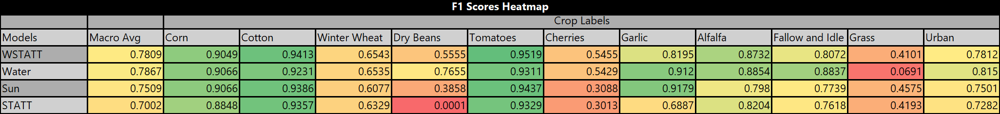 F1 Scores Heatmap
Crop Labels
Models Macro Avg Corn Cotton Winter Wheat Dry Beans Tomatoes Cherries Garlic Alfalfa Fallow and Idle Grass Urban
WSTATT 0.7809 0.9049 0.9413 0.6543 0.5555 0.9519 0.5455 0.8195 0.8732 0.8072 0.4101 0.7812
Water 0.7867 0.9066 0.9231 0.6535 0.7655 0.9311 0.5429 0.912 0.8854 0.8837 0.0691 0.815
Sun 0.7509 0.9066 0.9386 0.6077 0.3858 0.9437 0.3088 0.9179 0.798 0.7739 0.4575 0.7501
STATT 0.7002 0.8848 0.9357 0.6329 0.0001 0.9329 0.3013 0.6887 0.8204 0.7618 0.4193 0.7282